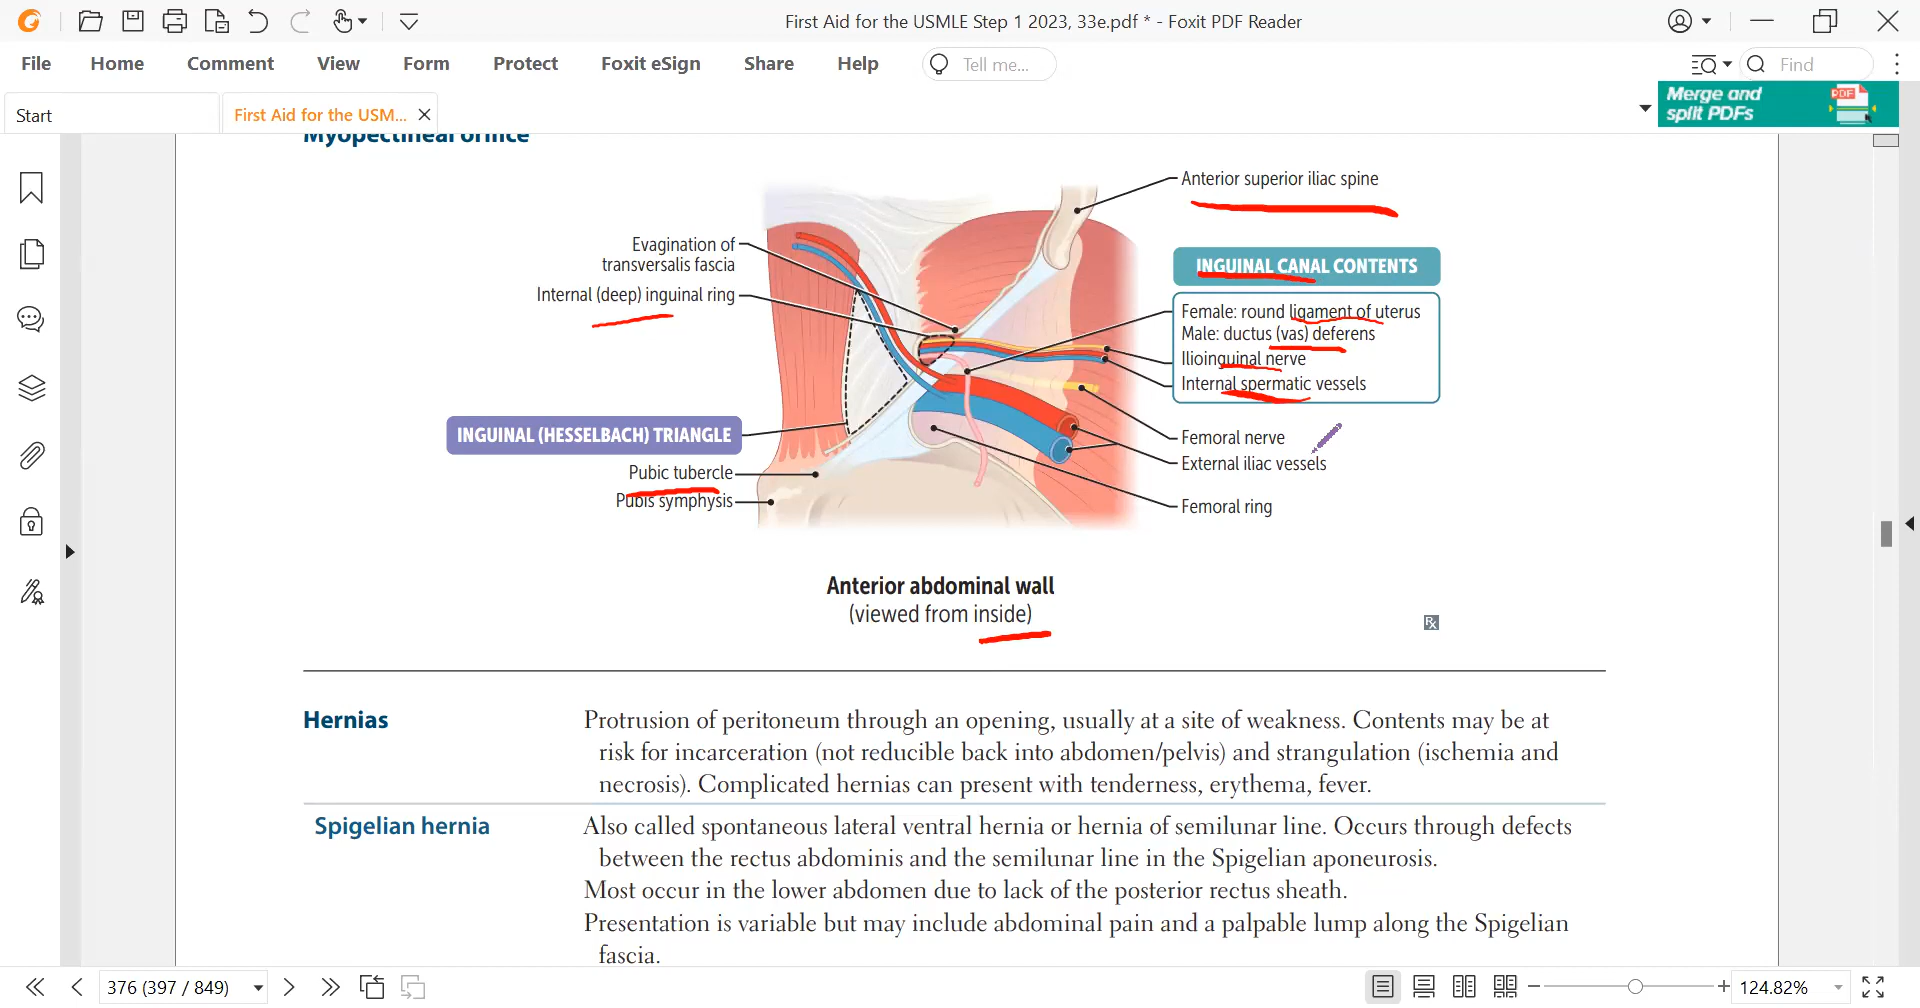 First Aid for the USMLE Step 1 2023, 33e.pdf * - Foxit PDF Reader
File Home Comment View Form Protect Foxit eSign Share Help Tell me... Find
Start
First Aid for the USM...
Merge and
split PDFs
PDF
Myopectineal orifice
Anterior superior iliac spine
Evagination of
transversalis fascia
Internal (deep) inguinal ring
INGUINAL CANAL CONTENTS
Female: round ligament of uterus
Male: ductus (vas) deferens
Ilioinguinal nerve
Internal spermatic vessels
INGUINAL (HESSELBACH) TRIANGLE
Femoral nerve
External iliac vessels
Pubic tubercle
Pubis symphysis
Femoral ring
Anterior abdominal wall
(viewed from inside)
Rx
Hernias
Protrusion of peritoneum through an opening, usually at a site of weakness. Contents may be at
risk for incarceration (not reducible back into abdomen/pelvis) and strangulation (ischemia and
necrosis). Complicated hernias can present with tenderness, erythema, fever.
Spigelian hernia
Also called spontaneous lateral ventral hernia or hernia of semilunar line. Occurs through defects
between the rectus abdominis and the semilunar line in the Spigelian aponeurosis.
Most occur in the lower abdomen due to lack of the posterior rectus sheath.
Presentation is variable but may include abdominal pain and a palpable lump along the Spigelian
fascia.
376 (397 / 849)
124.82%